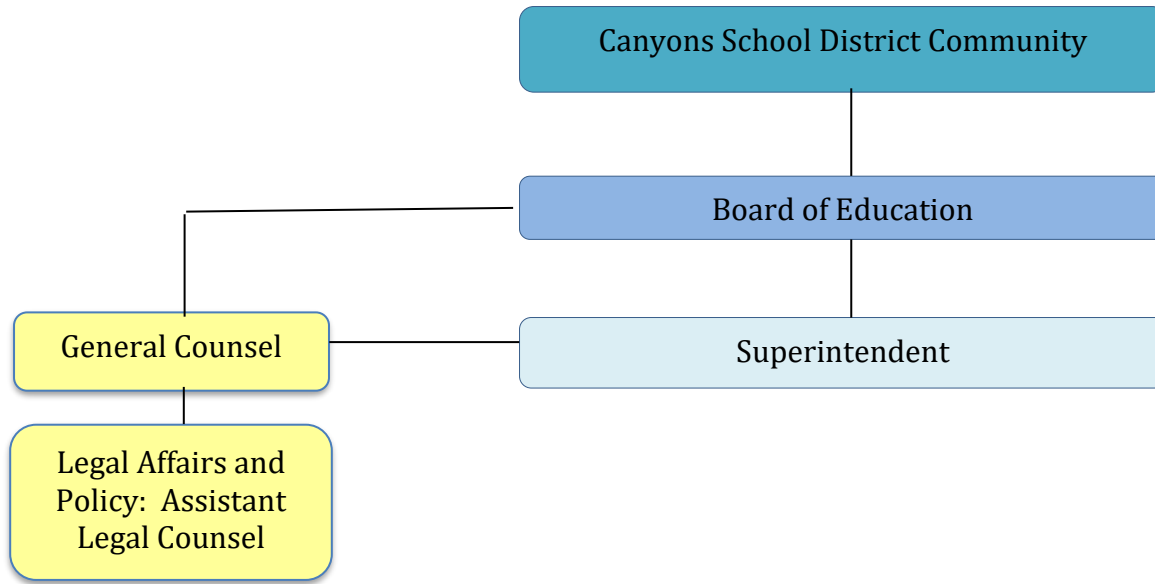 Canyons School District Community
Board of Education
General Counsel
Superintendent
Legal Affairs and
Policy:  Assistant
Legal Counsel